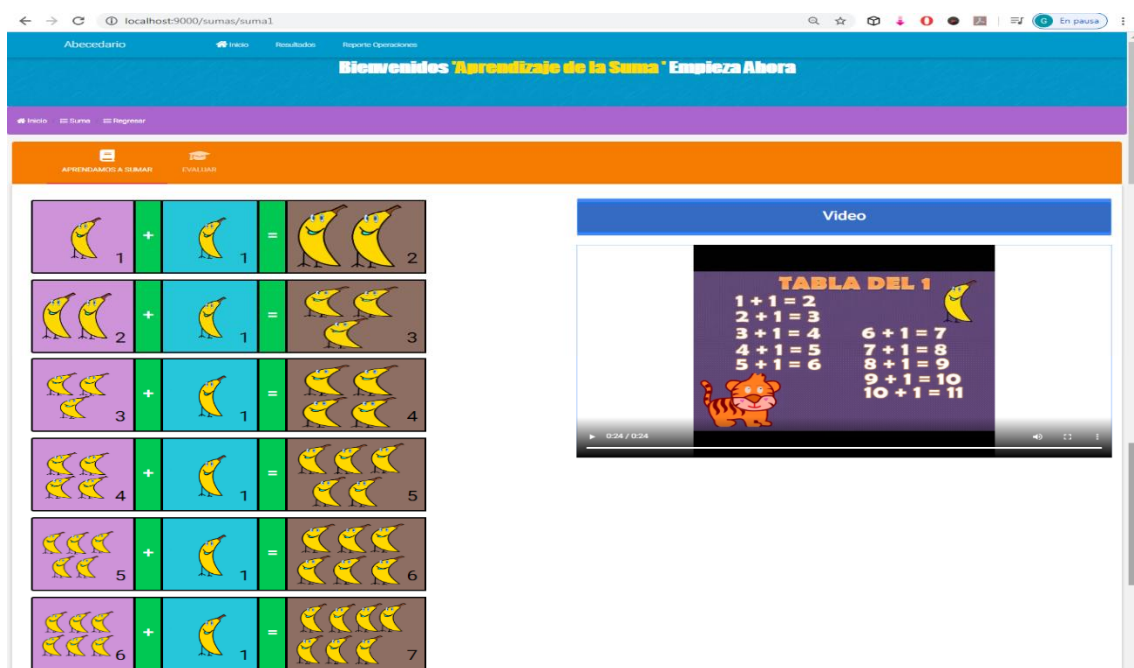 localhost:9000/sumas/suma1
G En pausa
Abecedario Inicio Resultados Reporte Operaciones
Bienvenidos "Aprendizaje de la Suma" Empieza Ahora
Inicio Suma Regresar
APRENDAMOS A SUMAR EVALUAR
1 + 1 = 2
2 + 1 = 3
3 + 1 = 4
4 + 1 = 5
5 + 1 = 6
6 + 1 = 7
Video
TABLA DEL 1
1 + 1 = 2
2 + 1 = 3
3 + 1 = 4
4 + 1 = 5
5 + 1 = 6
6 + 1 = 7
7 + 1 = 8
8 + 1 = 9
9 + 1 = 10
10 + 1 = 11
0:24 / 0:24